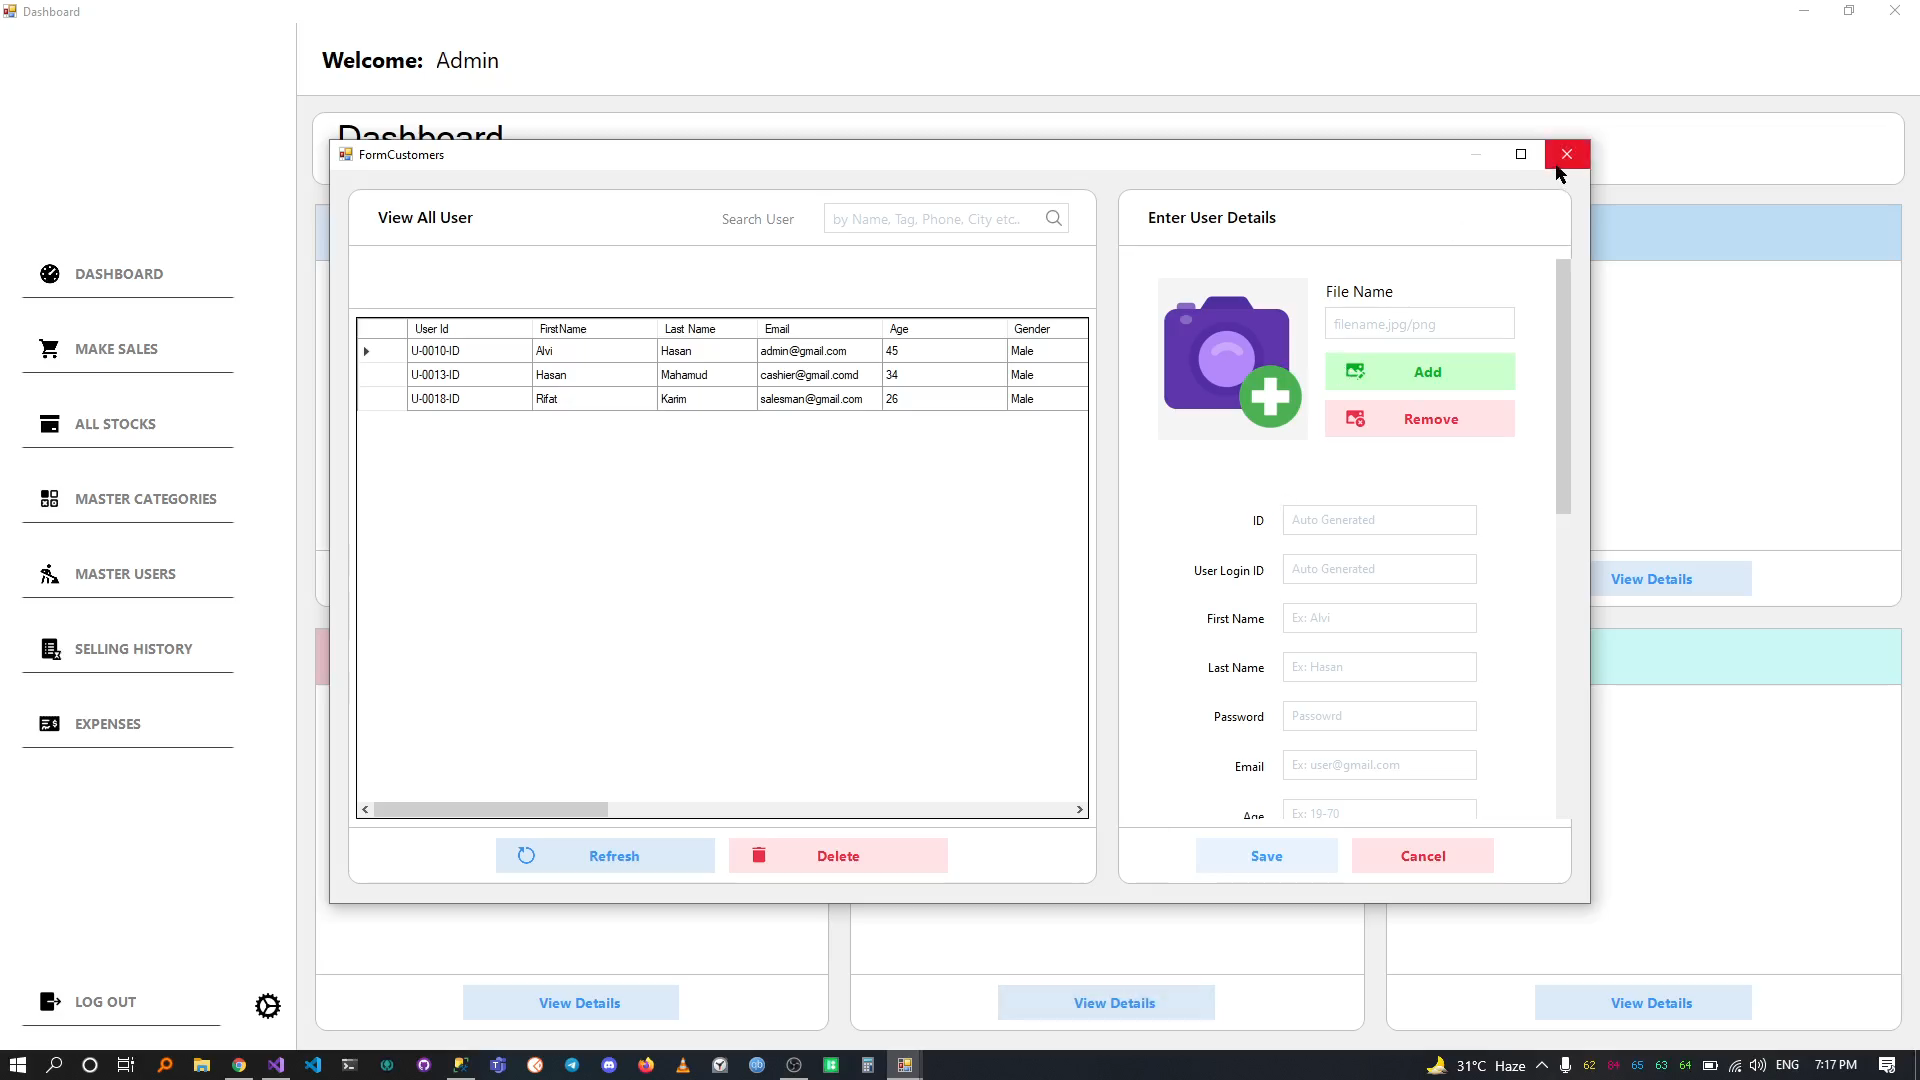 Dashboard
Welcome: Admin
Dashboard
FormCustomers
View All User
Search User
by Name, Tag, Phone, City etc..
User Id FirstName Last Name Email Age Gender
U-0010-ID Alvi Hasan admin@gmail.com 45 Male
U-0013-ID Hasan Mahamud cashier@gmail.comd 34 Male
U-0018-ID Rifat Karim salesman@gmail.com 26 Male
Refresh
Delete
Enter User Details
File Name
filename.jpg/png
Add
Remove
ID Auto Generated
User Login ID Auto Generated
First Name Ex: Alvi
Last Name Ex: Hasan
Password Passowrd
Email Ex: user@gmail.com
Age Ex: 19-70
Save
Cancel
DASHBOARD
MAKE SALES
ALL STOCKS
MASTER CATEGORIES
MASTER USERS
SELLING HISTORY
EXPENSES
LOG OUT
View Details
View Details
View Details
View Details
31°C Haze
62 84 65 63 64
ENG
7:17 PM